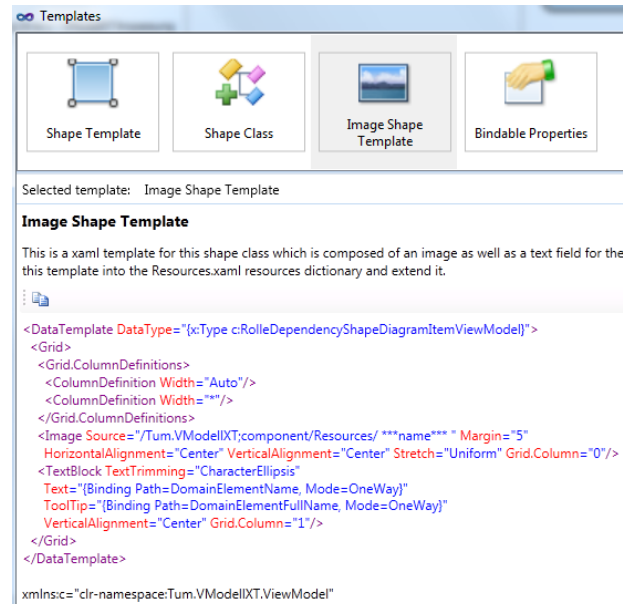 Templates
Shape Template
Shape Class
Image Shape
Template
Bindable Properties
Selected template: Image Shape Template
Image Shape Template
This is a xaml template for this shape class which is composed of an image as well as a text field for the
this template into the Resources.xaml resources dictionary and extend it.
<DataTemplate DataType="{x:Type c:RolleDependencyShapeDiagramItemViewModel}">
<Grid>
<Grid.ColumnDefinitions>
<ColumnDefinition Width="Auto"/>
<ColumnDefinition Width="*"/>
</Grid.ColumnDefinitions>
<Image Source="/Tum.VModellXT;component/Resources/ ***name*** " Margin="5"
HorizontalAlignment="Center" VerticalAlignment="Center" Stretch="Uniform" Grid.Column="0"/>
<TextBlock TextTrimming="CharacterEllipsis"
Text="{Binding Path=DomainElementName, Mode=OneWay}"
ToolTip="{Binding Path=DomainElementFullName, Mode=OneWay}"
VerticalAlignment="Center" Grid.Column="1"/>
</Grid>
</DataTemplate>
xmlns:c="clr-namespace:Tum.VModellXT.ViewModel"